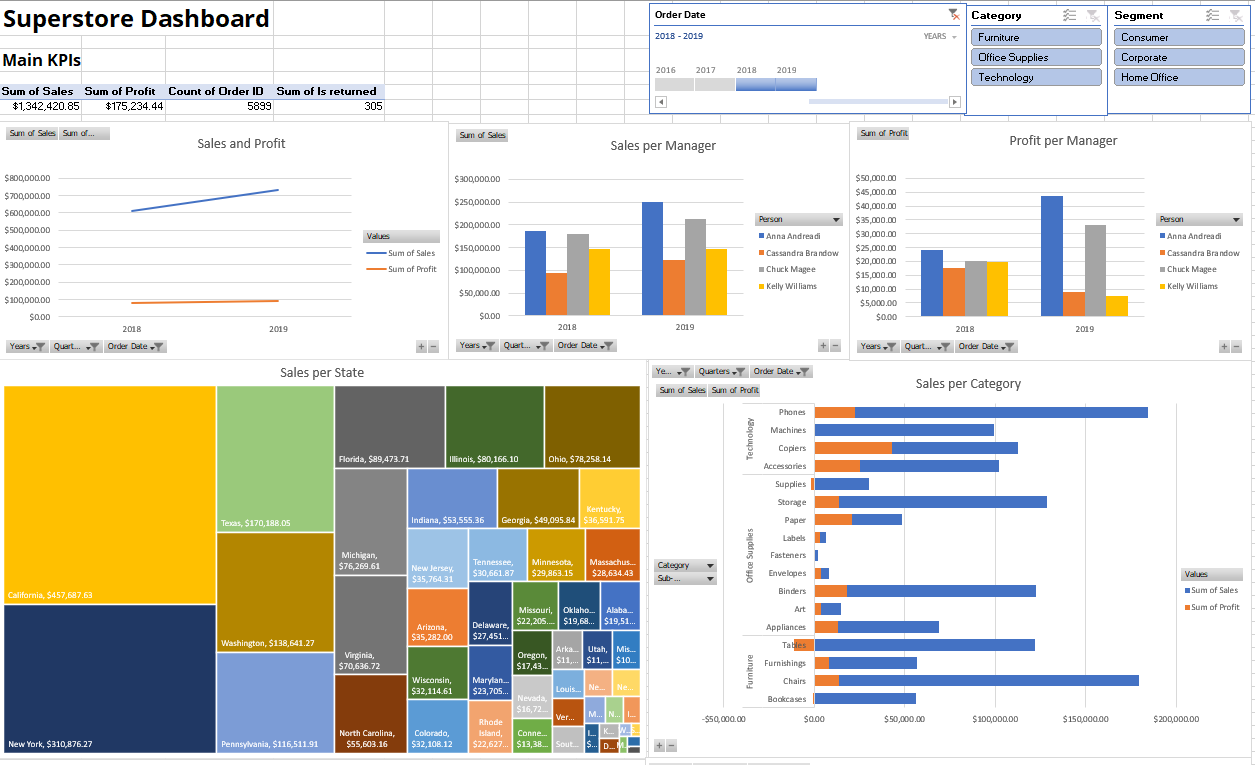 Superstore Dashboard
Main KPIs
Sum of Sales Sum of Profit Count of Order ID Sum of Is returned
$1,342,420.85 $175,234.44 5899 305
Order Date
2018 - 2019 YEARS
2016 2017 2018 2019
Category
Furniture
Office Supplies
Technology
Segment
Consumer
Corporate
Home Office
Sum of Sales Sum of...
Sales and Profit
$800,000.00
$700,000.00
$600,000.00
$500,000.00
$400,000.00
$300,000.00
$200,000.00
$100,000.00
$0.00
2018 2019
Values
Sum of Sales
Sum of Profit
Years Quart... Order Date
Sum of Sales
Sales per Manager
$300,000.00
$250,000.00
$200,000.00
$150,000.00
$100,000.00
$50,000.00
$0.00
2018 2019
Person
Anna Andreadi
Cassandra Brandow
Chuck Magee
Kelly Williams
Years Quart... Order Date
Sum of Profit
Profit per Manager
$50,000.00
$45,000.00
$40,000.00
$35,000.00
$30,000.00
$25,000.00
$20,000.00
$15,000.00
$10,000.00
$5,000.00
$0.00
2018 2019
Person
Anna Andreadi
Cassandra Brandow
Chuck Magee
Kelly Williams
Years Quart... Order Date
Sales per State
California, $457,687.63
New York, $310,876.27
Texas, $170,188.05
Washington, $138,641.27
Pennsylvania, $116,511.91
Florida, $89,473.71
Illinois, $80,166.10
Ohio, $78,258.14
Michigan,
$76,269.61
Virginia,
$70,636.72
North Carolina,
$55,603.16
Indiana, $53,555.36
Georgia, $49,095.84
Kentucky,
$36,591.75
New Jersey,
$35,764.31
Arizona,
$35,282.00
Wisconsin,
$32,114.61
Colorado,
$32,108.12
Tennessee,
$30,661.87
Minnesota,
$29,863.15
Massachus...
$28,634.43
Delaware,
$27,451...
Marylan...
$23,705...
Rhode
Island,
$22,627...
Missouri,
$22,205...
Oklaho...
$19,68...
Alaba...
$19,51...
Oregon,
$17,43...
Nevada,
$16,72...
Conne...
$13,38...
Arka...
$11,...
Utah,
$11,...
Mis...
$10...
Louis...
Ver...
Sout...
Ne...
Ne...
M...
N...
I...
I...
$...
K...
D...
Ye... Quarters Order Date
Sum of Sales Sum of Profit
Sales per Category
Category
Sub-...
Technology
Phones
Machines
Copiers
Accessories
Office Supplies
Supplies
Storage
Paper
Labels
Fasteners
Envelopes
Binders
Art
Appliances
Furniture
Tables
Furnishings
Chairs
Bookcases
-$50,000.00 $0.00 $50,000.00 $100,000.00 $150,000.00 $200,000.00
Values
Sum of Sales
Sum of Profit